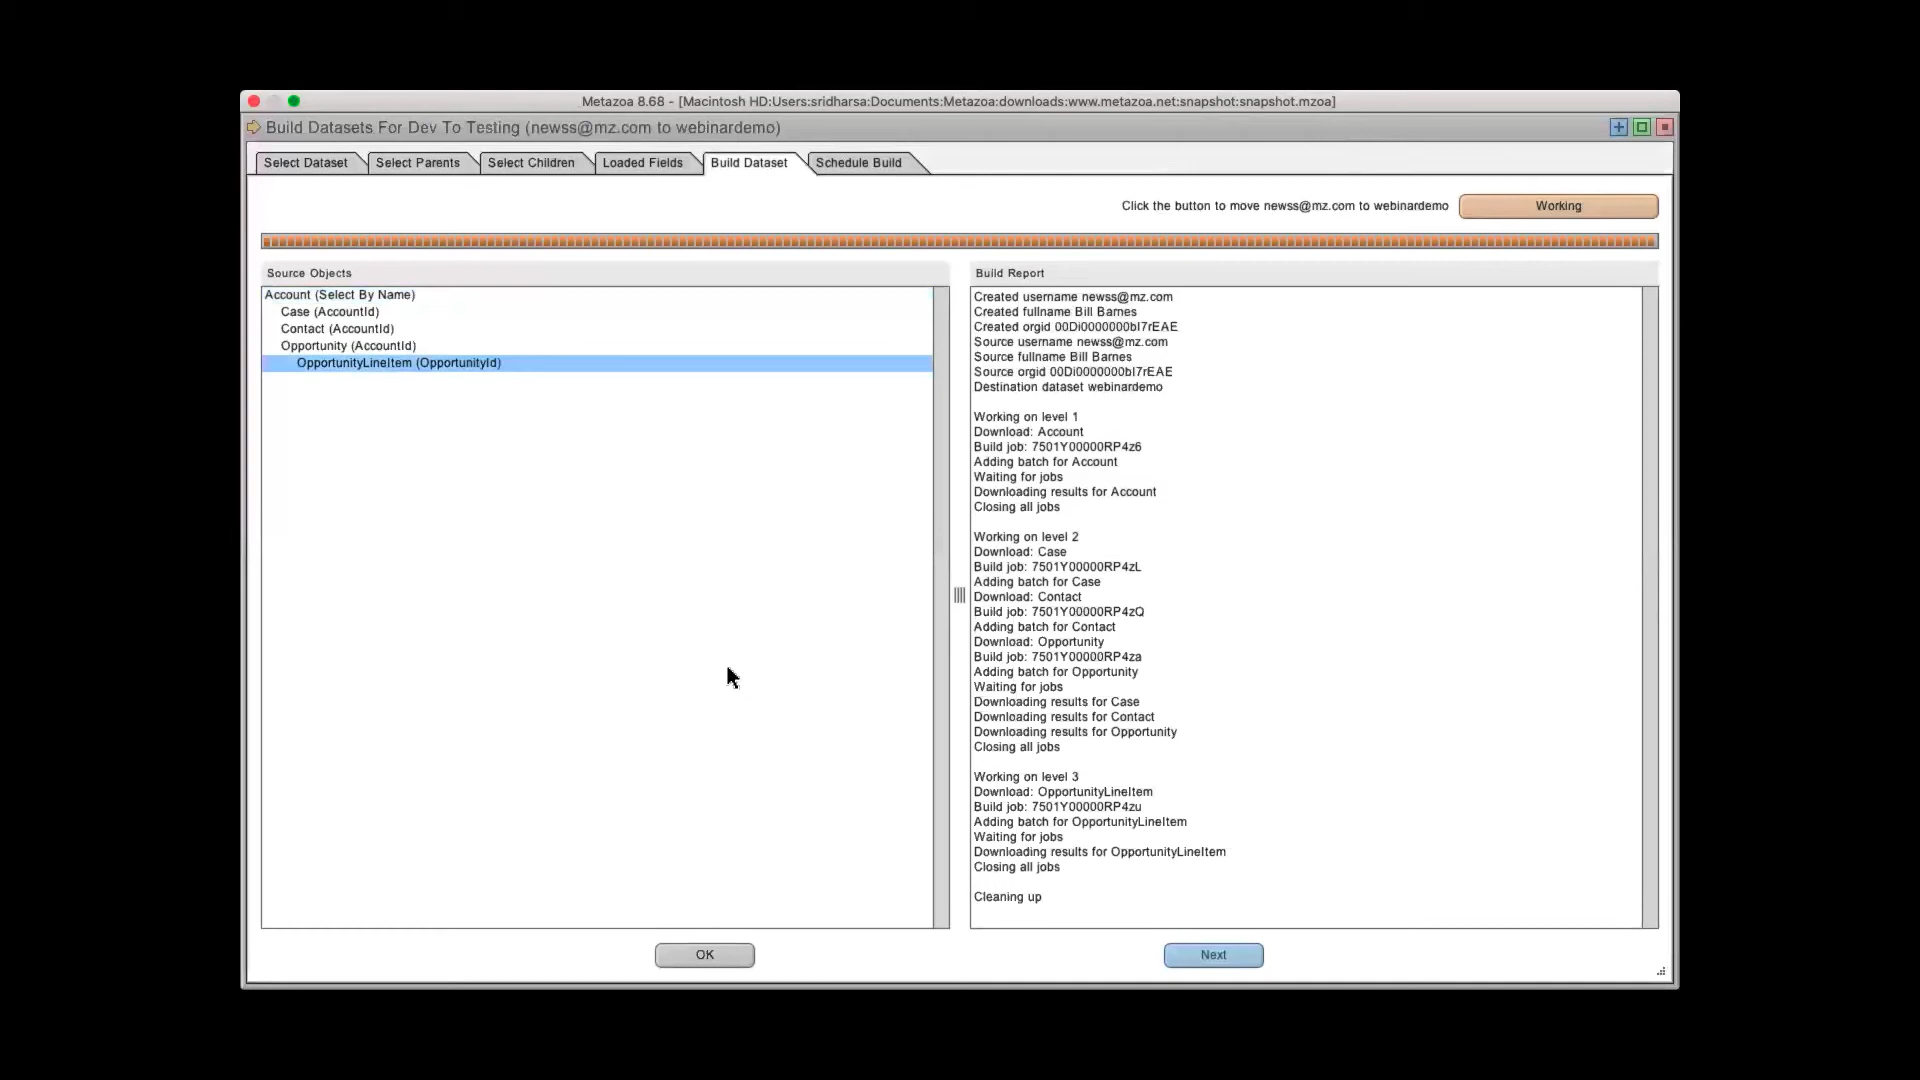 Metazoa 8.68 - [Macintosh HD:Users:sridharsa:Documents:Metazoa:downloads:www.metazoa.net:snapshot:snapshot.mzoa]
Build Datasets For Dev To Testing (newss@mz.com to webinardemo)
Select Dataset
Select Parents
Select Children
Loaded Fields
Build Dataset
Schedule Build
Click the button to move newss@mz.com to webinardemo
Working
Source Objects
Account (Select By Name)
Case (AccountId)
Contact (AccountId)
Opportunity (AccountId)
OpportunityLineItem (OpportunityId)
Build Report
Created username newss@mz.com
Created fullname Bill Barnes
Created orgid 00Di0000000bI7rEAE
Source username newss@mz.com
Source fullname Bill Barnes
Source orgid 00Di0000000bI7rEAE
Destination dataset webinardemo
Working on level 1
Download: Account
Build job: 7501Y00000RP4z6
Adding batch for Account
Waiting for jobs
Downloading results for Account
Closing all jobs
Working on level 2
Download: Case
Build job: 7501Y00000RP4zL
Adding batch for Case
Download: Contact
Build job: 7501Y00000RP4zQ
Adding batch for Contact
Download: Opportunity
Build job: 7501Y00000RP4za
Adding batch for Opportunity
Waiting for jobs
Downloading results for Case
Downloading results for Contact
Downloading results for Opportunity
Closing all jobs
Working on level 3
Download: OpportunityLineItem
Build job: 7501Y00000RP4zu
Adding batch for OpportunityLineItem
Waiting for jobs
Downloading results for OpportunityLineItem
Closing all jobs
Cleaning up
OK
Next